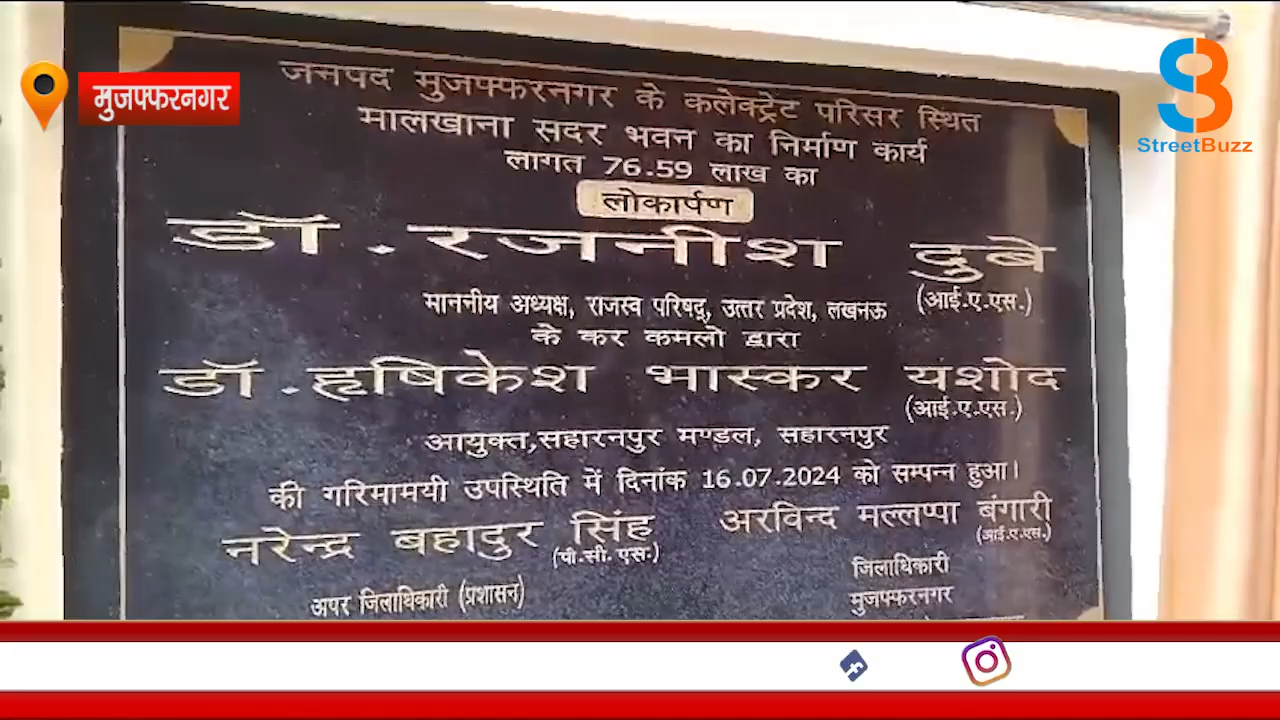 मुजफ्फरनगर
StreetBuzz
जनपद मुजफ्फरनगर के कलेक्ट्रेट परिसर स्थित
मालखाना सदर भवन का निर्माण कार्य
लागत 76.59 लाख का
लोकार्पण
डॉ. रजनीश दुबे
(आई.ए.एस.)
माननीय अध्यक्ष, राजस्व परिषद्, उत्तर प्रदेश, लखनऊ
के कर कमलो द्वारा
डॉ. हृषिकेश भास्कर यशोद
(आई.ए.एस.)
आयुक्त,सहारनपुर मण्डल, सहारनपुर
की गरिमामयी उपस्थिति में दिनांक 16.07.2024 को सम्पन्न हुआ।
नरेन्द्र बहादुर सिंह
(पी.सी.एस.)
अपर जिलाधिकारी (प्रशासन)
अरविन्द मल्लप्पा बंगारी
(आई.ए.एस.)
जिलाधिकारी
मुजफ्फरनगर